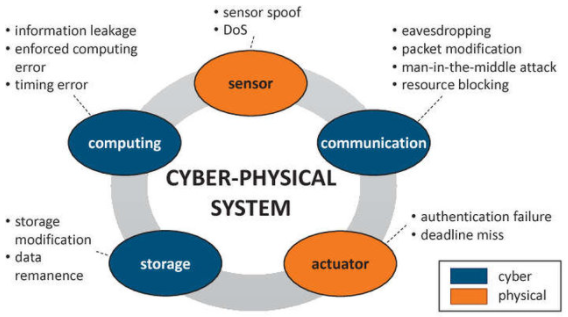 • sensor spoof
• DoS
• information leakage
• enforced computing
error
• timing error
• eavesdropping
• packet modification
• man-in-the-middle attack
• resource blocking
sensor
computing
communication
CYBER-PHYSICAL
SYSTEM
• storage
modification
• data
remanence
storage
actuator
• authentication failure
• deadline miss
cyber
physical